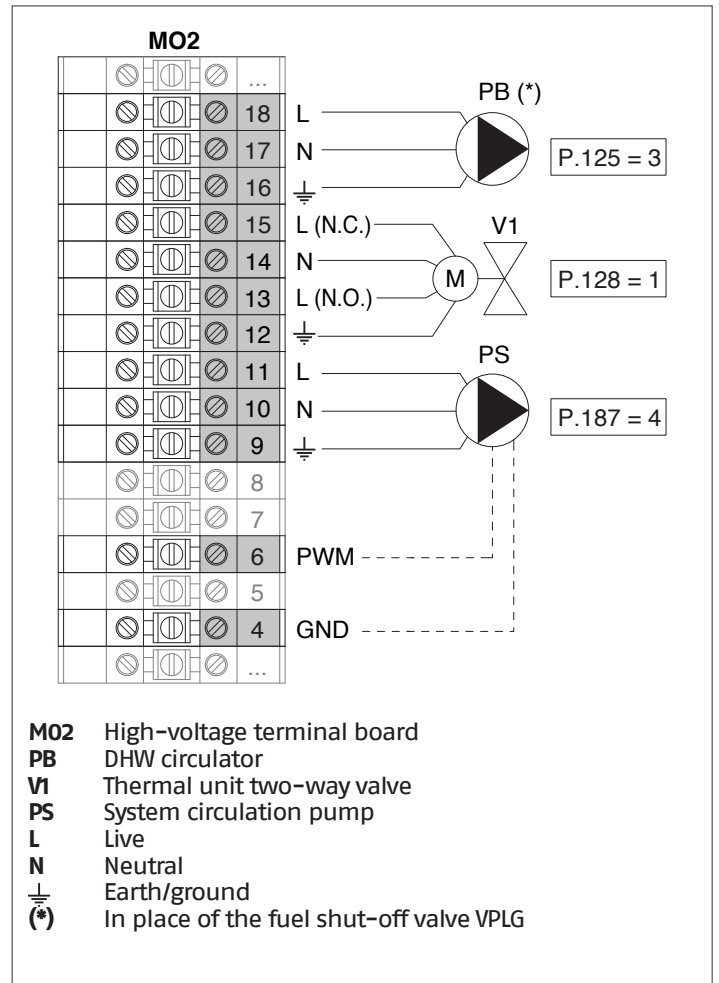 MO2
...
18 L PB (*)
17 N P.125 = 3
16
15 L (N.C.) V1
14 N M P.128 = 1
13 L (N.O.)
12
11 L PS
10 N P.187 = 4
9
8
7
6 PWM
5
4 GND
...
M02 High-voltage terminal board
PB DHW circulator
V1 Thermal unit two-way valve
PS System circulation pump
L Live
N Neutral
⏚ Earth/ground
(*) In place of the fuel shut-off valve VPLG